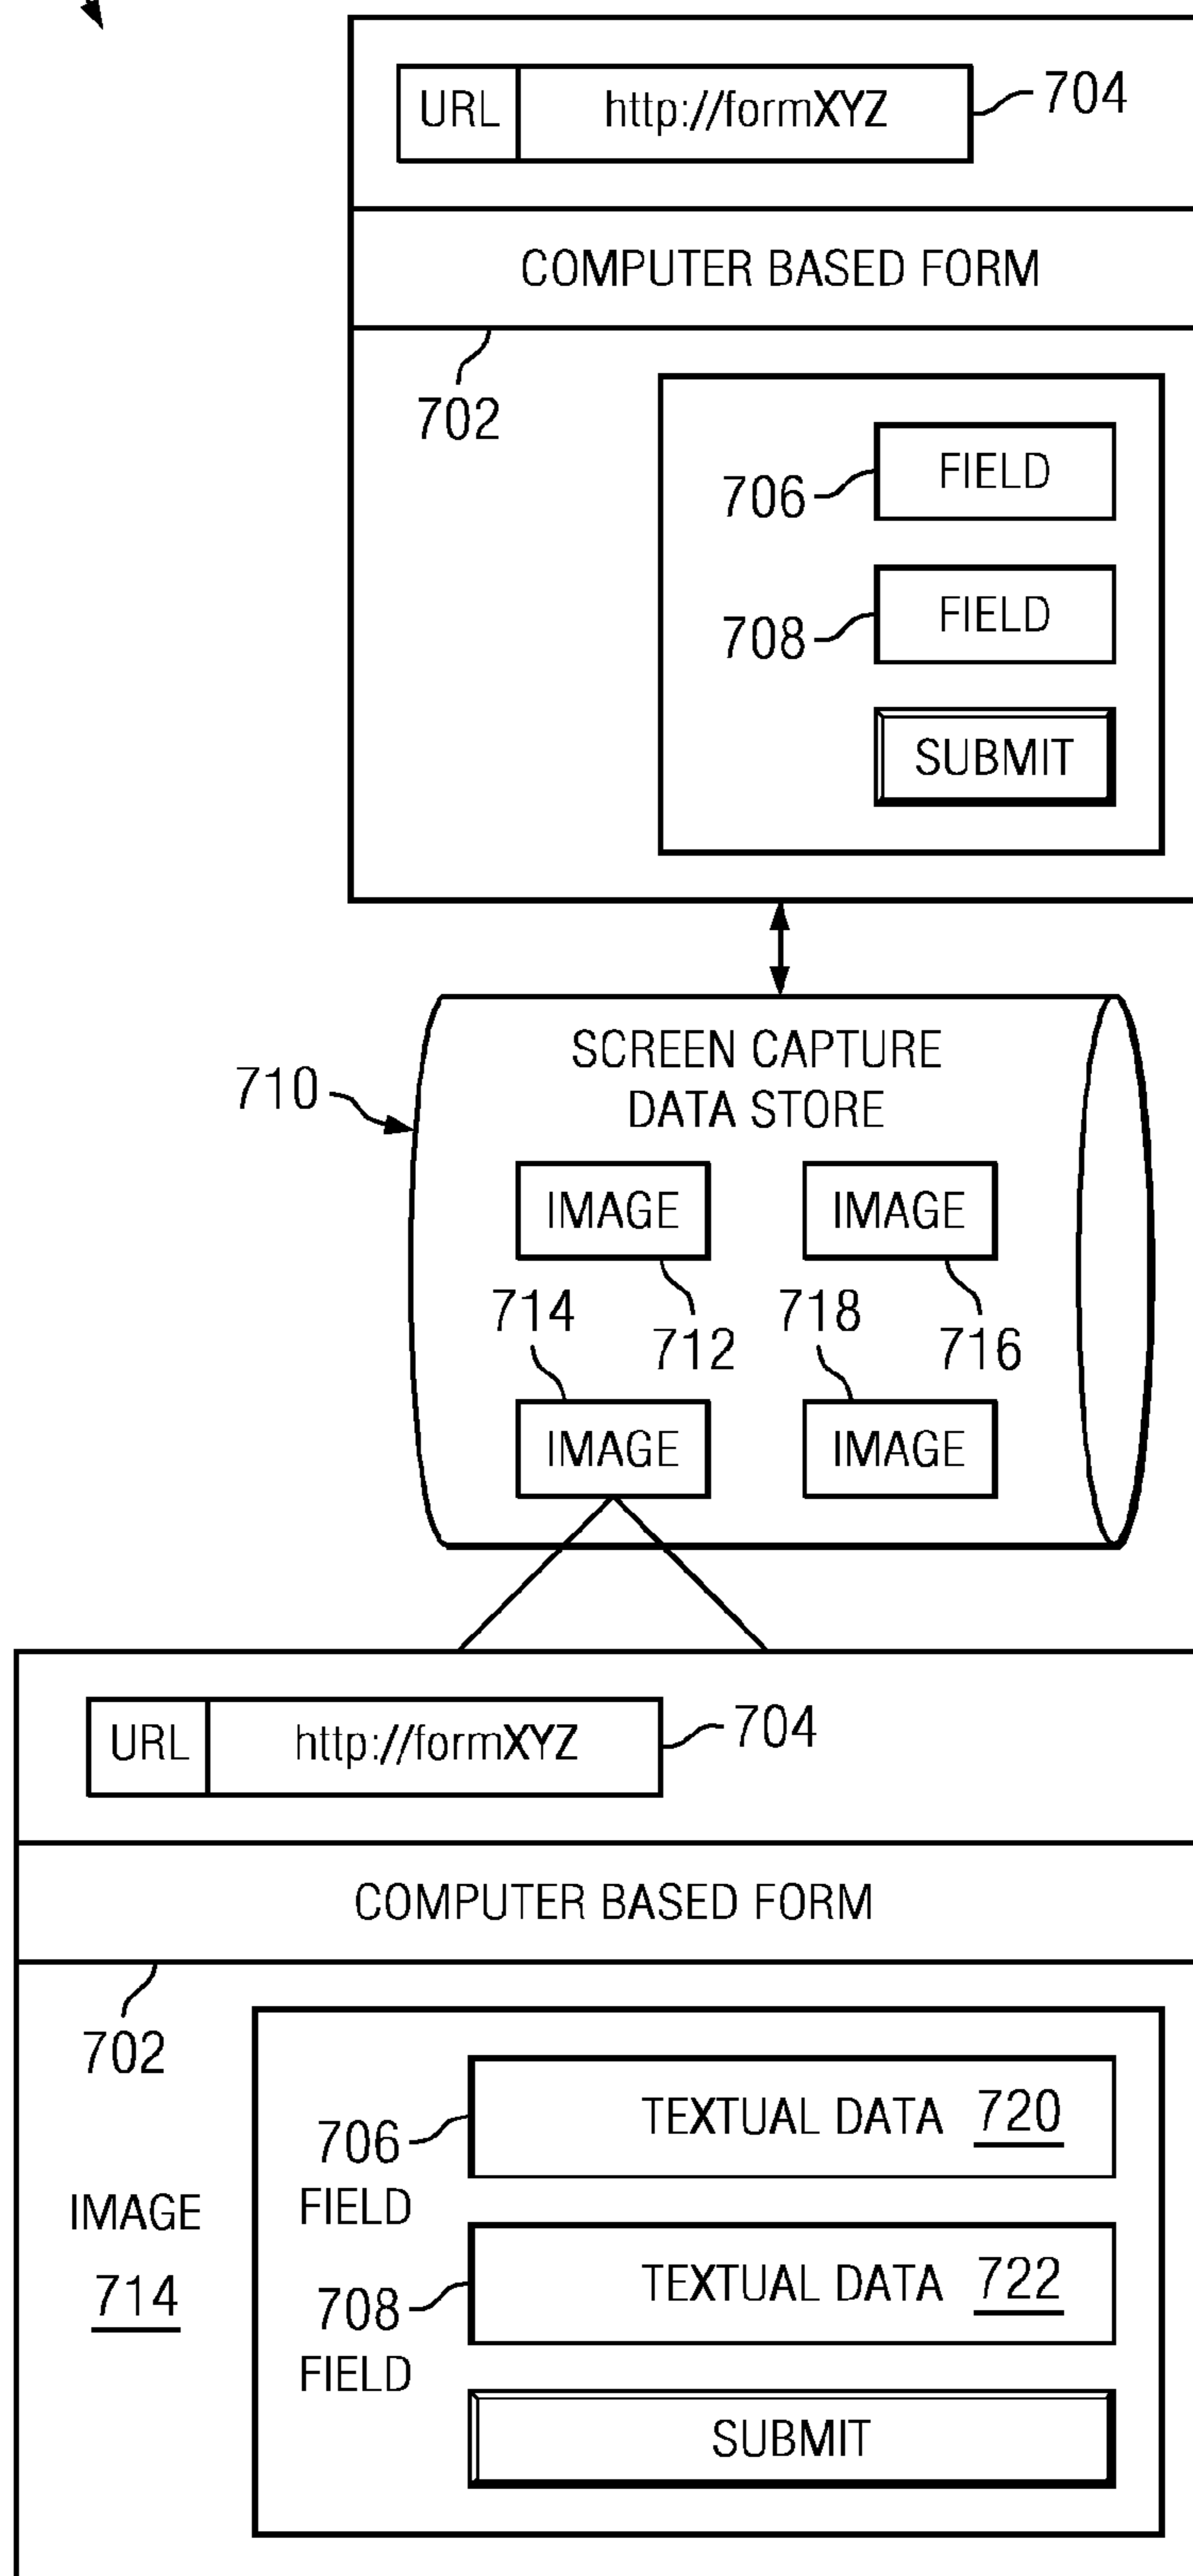 URL http://formXYZ 704
COMPUTER BASED FORM
702
706 FIELD
708 FIELD
SUBMIT
SCREEN CAPTURE
DATA STORE
710
IMAGE IMAGE
714 712 718 716
IMAGE IMAGE
URL http://formXYZ 704
COMPUTER BASED FORM
702
706 TEXTUAL DATA 720
FIELD
IMAGE
714
708 TEXTUAL DATA 722
FIELD
SUBMIT